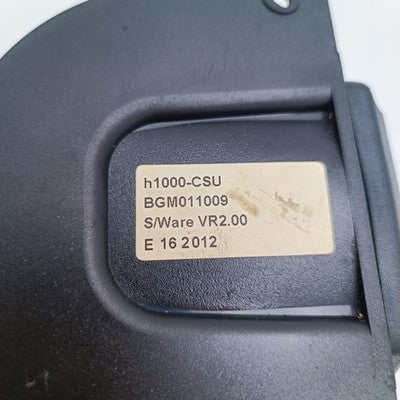 h1000-CSU
BGM011009
S/Ware VR2.00
E 16 2012